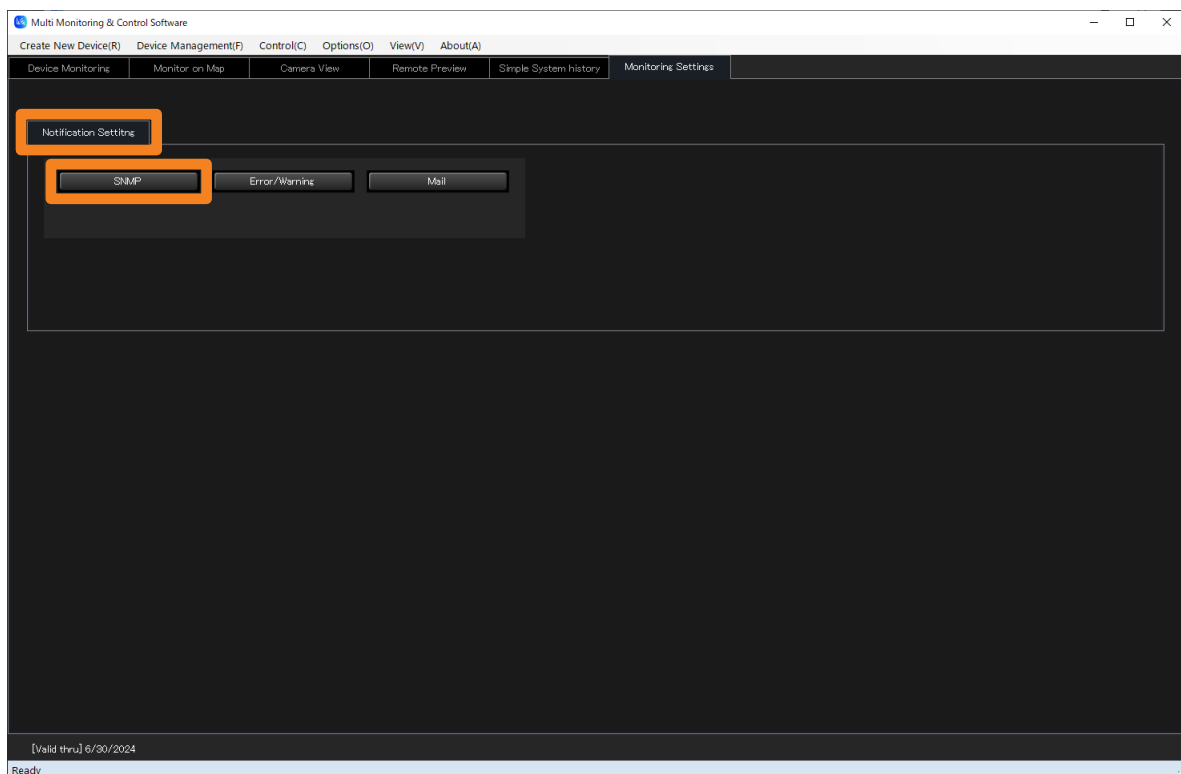 Multi Monitoring & Control Software
Create New Device(R) Device Management(F) Control(C) Options(O) View(V) About(A)
Device Monitoring Monitor on Map Camera View Remote Preview Simple System history Monitoring Settings
Notification Settitng
SNMP Error/Warning Mail
[Valid thru] 6/30/2024
Ready